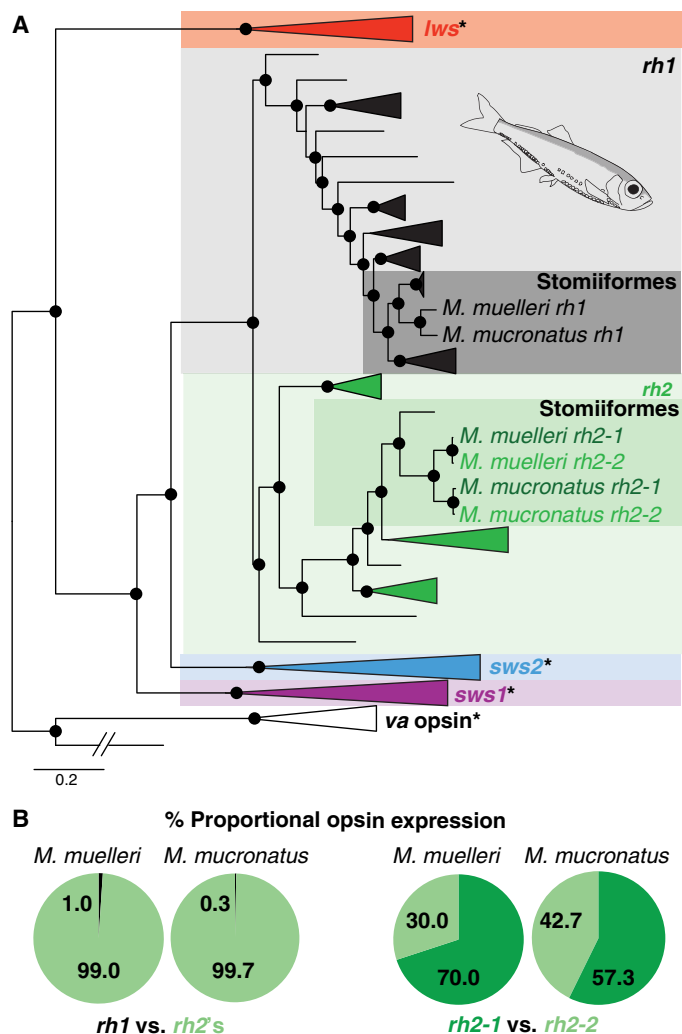 A
lws*
rh1
Stomiiformes
M. muelleri rh1
M. mucronatus rh1
rh2
Stomiiformes
M. muelleri rh2-1
M. muelleri rh2-2
M. mucronatus rh2-1
M. mucronatus rh2-2
sws2*
sws1*
va opsin*
0.2
B
% Proportional opsin expression
M. muelleri M. mucronatus M. muelleri M. mucronatus
1.0 0.3 30.0 42.7
99.0 99.7 70.0 57.3
rh1 vs. rh2's rh2-1 vs. rh2-2